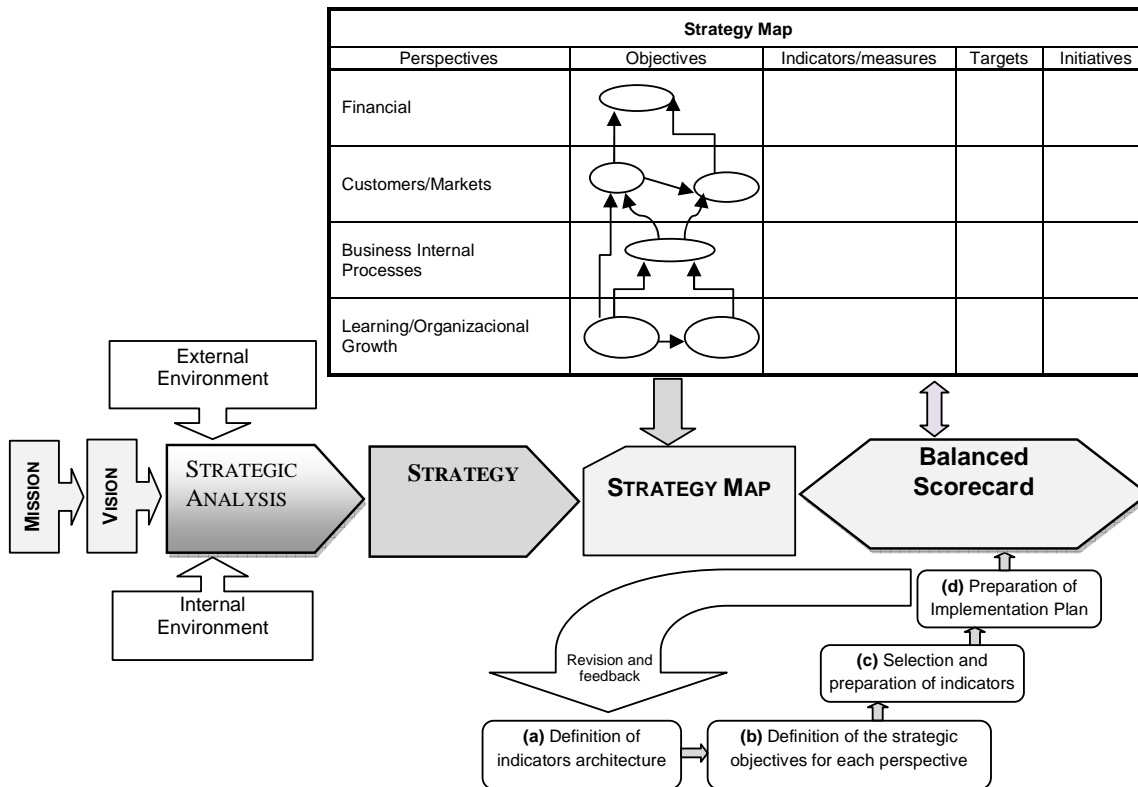 Strategy Map
Perspectives Objectives Indicators/measures Targets Initiatives
Financial
Customers/Markets
Business Internal
Processes
Learning/Organizacional
Growth
External
Environment
MISSION
VISION
STRATEGIC
ANALYSIS
STRATEGY
STRATEGY MAP
Balanced
Scorecard
Internal
Environment
(d) Preparation of
Implementation Plan
Revision and
feedback
(c) Selection and
preparation of indicators
(a) Definition of
indicators architecture
(b) Definition of the strategic
objectives for each perspective